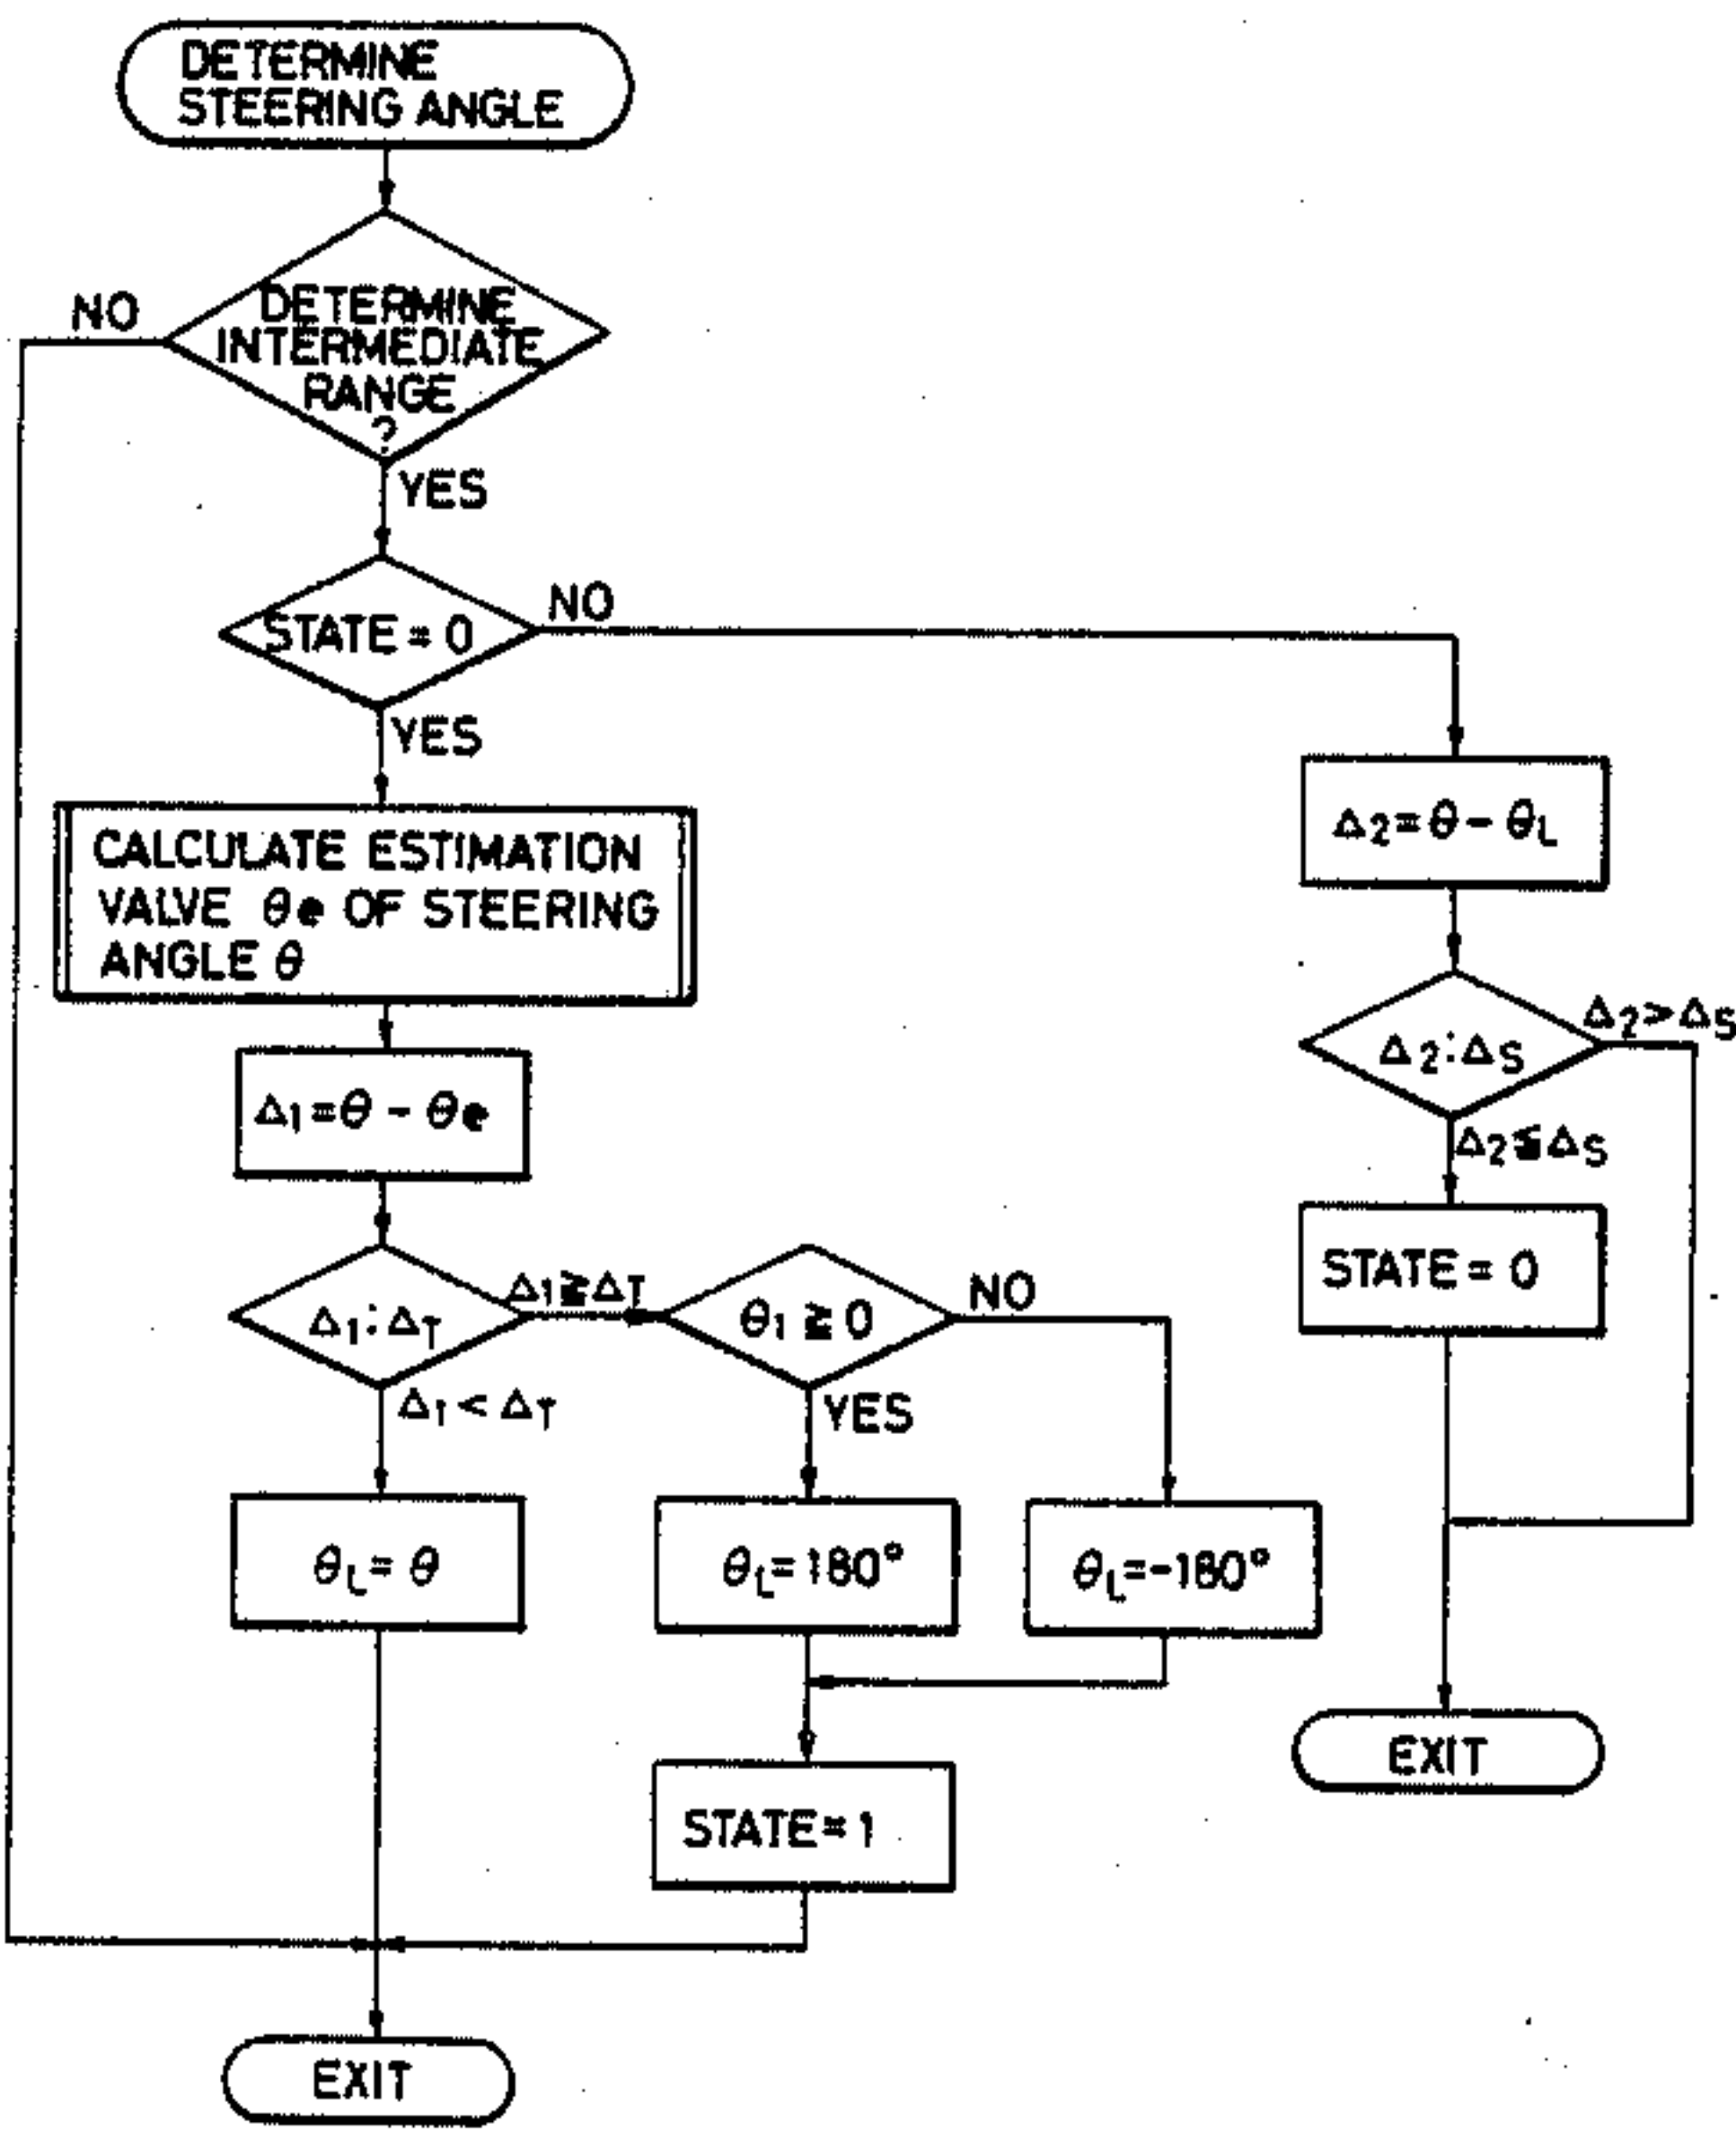 DETERMINE
STEERING ANGLE
NO
DETERMINE
INTERMEDIATE
RANGE
?
YES
STATE = 0
NO
YES
CALCULATE ESTIMATION
VALVE θe OF STEERING
ANGLE θ
Δ2=θ - θL
Δ1=θ - θe
Δ2:ΔS
Δ2>ΔS
Δ2≦ΔS
STATE = 0
Δ1:ΔT
Δ1≧ΔT
θ1 ≧ 0
NO
Δ1< ΔT
YES
θL= θ
θL= 180°
θL=-180°
STATE=1
EXIT
EXIT